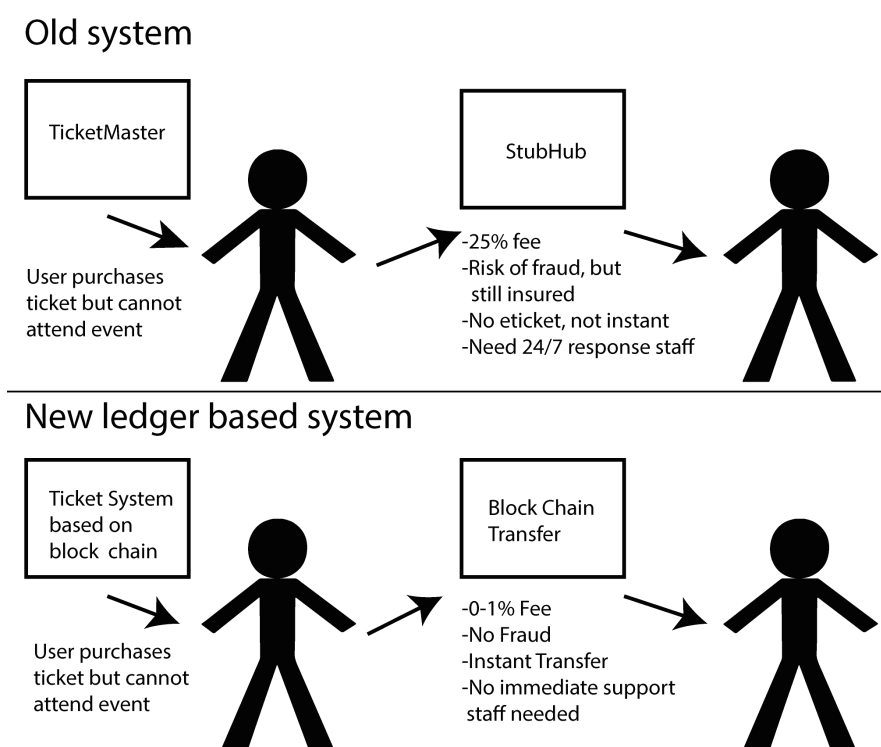 Old system
TicketMaster
User purchases
ticket but cannot
attend event
StubHub
-25% fee
-Risk of fraud, but
still insured
-No eticket, not instant
-Need 24/7 response staff
New ledger based system
Ticket System
based on
block chain
User purchases
ticket but cannot
attend event
Block Chain
Transfer
-0-1% Fee
-No Fraud
-Instant Transfer
-No immediate support
staff needed